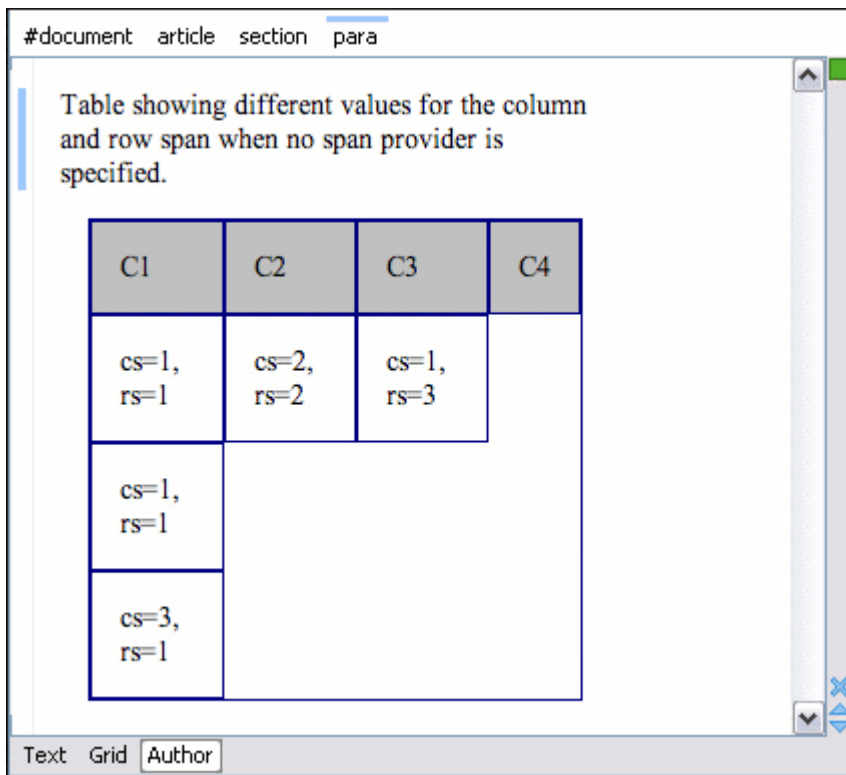 #document article section para
Table showing different values for the column
and row span when no span provider is
specified.
C1 C2 C3 C4
cs=1, cs=2, cs=1,
rs=1 rs=2 rs=3
cs=1,
rs=1
cs=3,
rs=1
Text Grid Author